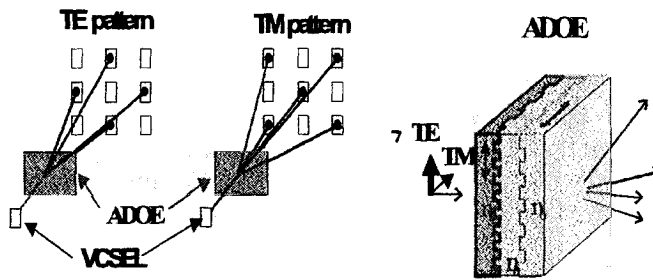 TE pattern
TM pattern
ADOE
TE
TM
ADOE
VCSEL